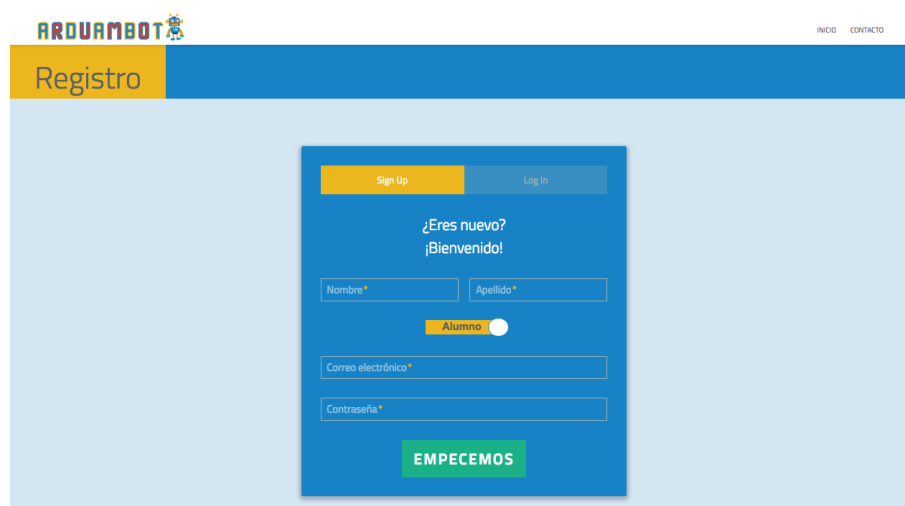 ARDUAMBOT
INICIO CONTACTO
Registro
Sign Up Log In
¿Eres nuevo?
¡Bienvenido!
Nombre* Apellido*
Alumno
Correo electrónico*
Contraseña*
EMPECEMOS